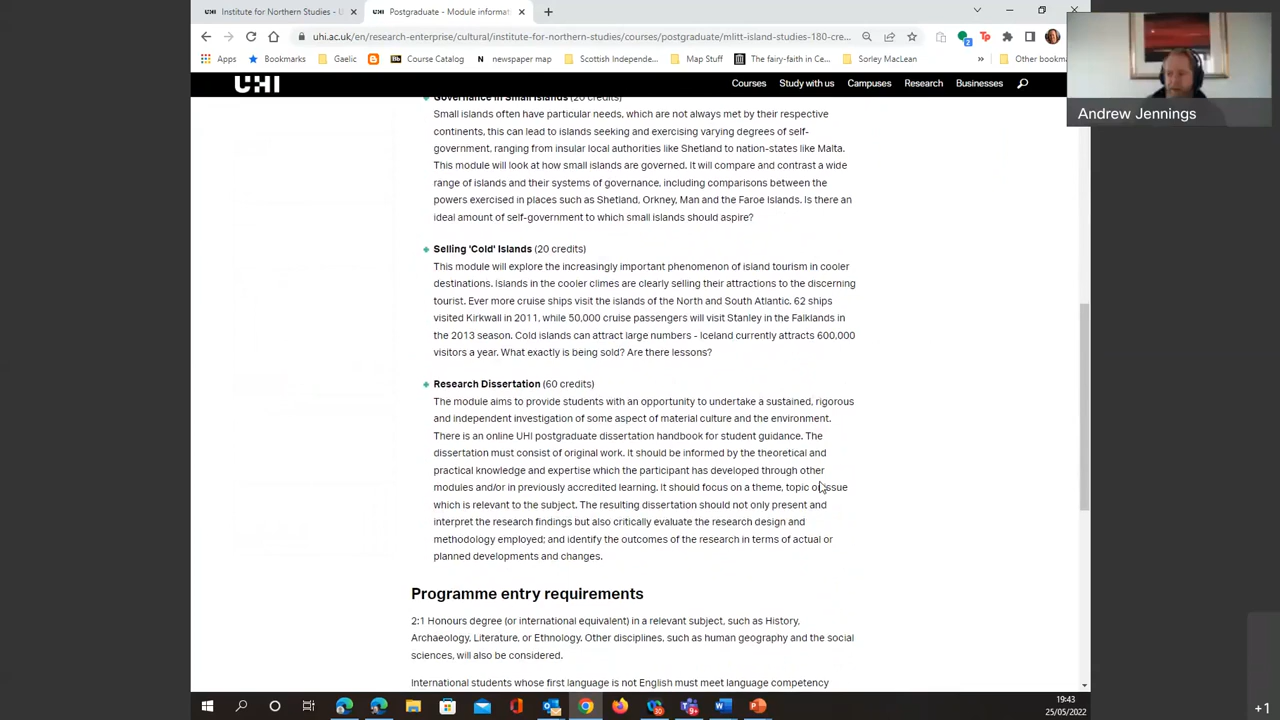 Institute for Northern Studies - U
Postgraduate - Module informat
uhi.ac.uk/en/research-enterprise/cultural/institute-for-northern-studies/courses/postgraduate/mlitt-island-studies-180-cre...
Apps
Bookmarks
Gaelic
Course Catalog
newspaper map
Scottish Independe...
Map Stuff
The fairy-faith in Ce...
Sorley MacLean
»
Other bookma
UHI
Courses
Study with us
Campuses
Research
Businesses
Andrew Jennings
Governance in Small Islands (20 credits)
Small islands often have particular needs, which are not always met by their respective
continents, this can lead to islands seeking and exercising varying degrees of self-
government, ranging from insular local authorities like Shetland to nation-states like Malta.
This module will look at how small islands are governed. It will compare and contrast a wide
range of islands and their systems of governance, including comparisons between the
powers exercised in places such as Shetland, Orkney, Man and the Faroe Islands. Is there an
ideal amount of self-government to which small islands should aspire?
Selling 'Cold' Islands (20 credits)
This module will explore the increasingly important phenomenon of island tourism in cooler
destinations. Islands in the cooler climes are clearly selling their attractions to the discerning
tourist. Ever more cruise ships visit the islands of the North and South Atlantic. 62 ships
visited Kirkwall in 2011, while 50,000 cruise passengers will visit Stanley in the Falklands in
the 2013 season. Cold islands can attract large numbers - Iceland currently attracts 600,000
visitors a year. What exactly is being sold? Are there lessons?
Research Dissertation (60 credits)
The module aims to provide students with an opportunity to undertake a sustained, rigorous
and independent investigation of some aspect of material culture and the environment.
There is an online UHI postgraduate dissertation handbook for student guidance. The
dissertation must consist of original work. It should be informed by the theoretical and
practical knowledge and expertise which the participant has developed through other
modules and/or in previously accredited learning. It should focus on a theme, topic or issue
which is relevant to the subject. The resulting dissertation should not only present and
interpret the research findings but also critically evaluate the research design and
methodology employed; and identify the outcomes of the research in terms of actual or
planned developments and changes.
Programme entry requirements
2:1 Honours degree (or international equivalent) in a relevant subject, such as History,
Archaeology, Literature, or Ethnology. Other disciplines, such as human geography and the social
sciences, will also be considered.
International students whose first language is not English must meet language competency
19:43
25/05/2022
+1